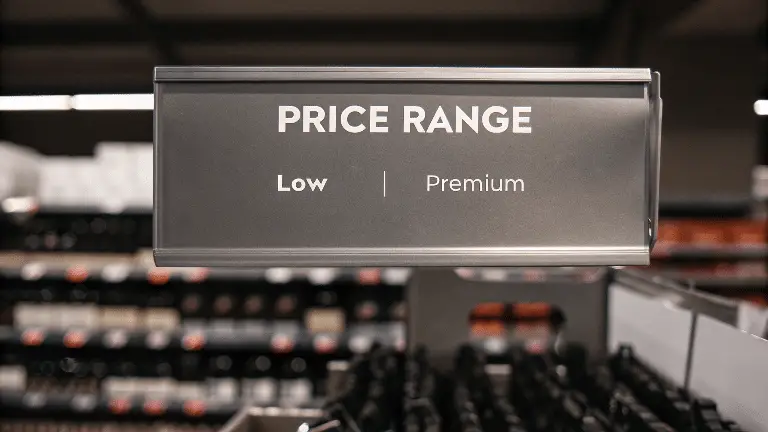 PRICE RANGE
Low | Premium